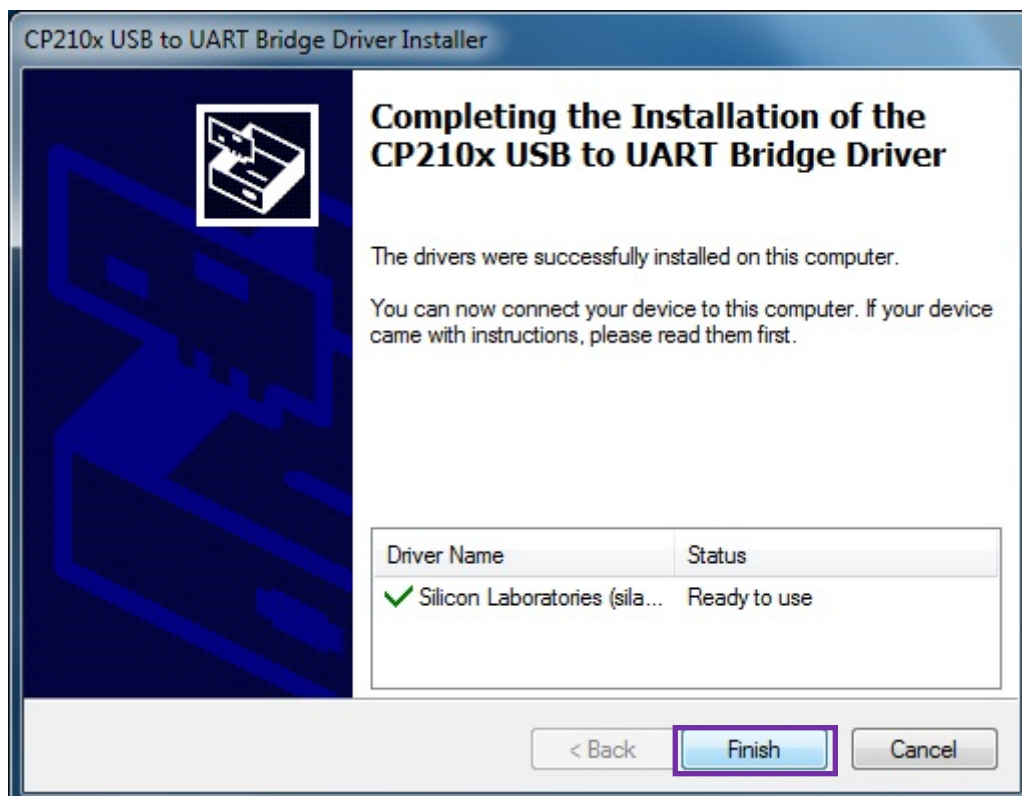 CP210x USB to UART Bridge Driver Installer
Completing the Installation of the
CP210x USB to UART Bridge Driver
The drivers were successfully installed on this computer.
You can now connect your device to this computer. If your device
came with instructions, please read them first.
Driver Name Status
Silicon Laboratories (sila... Ready to use
< Back Finish Cancel